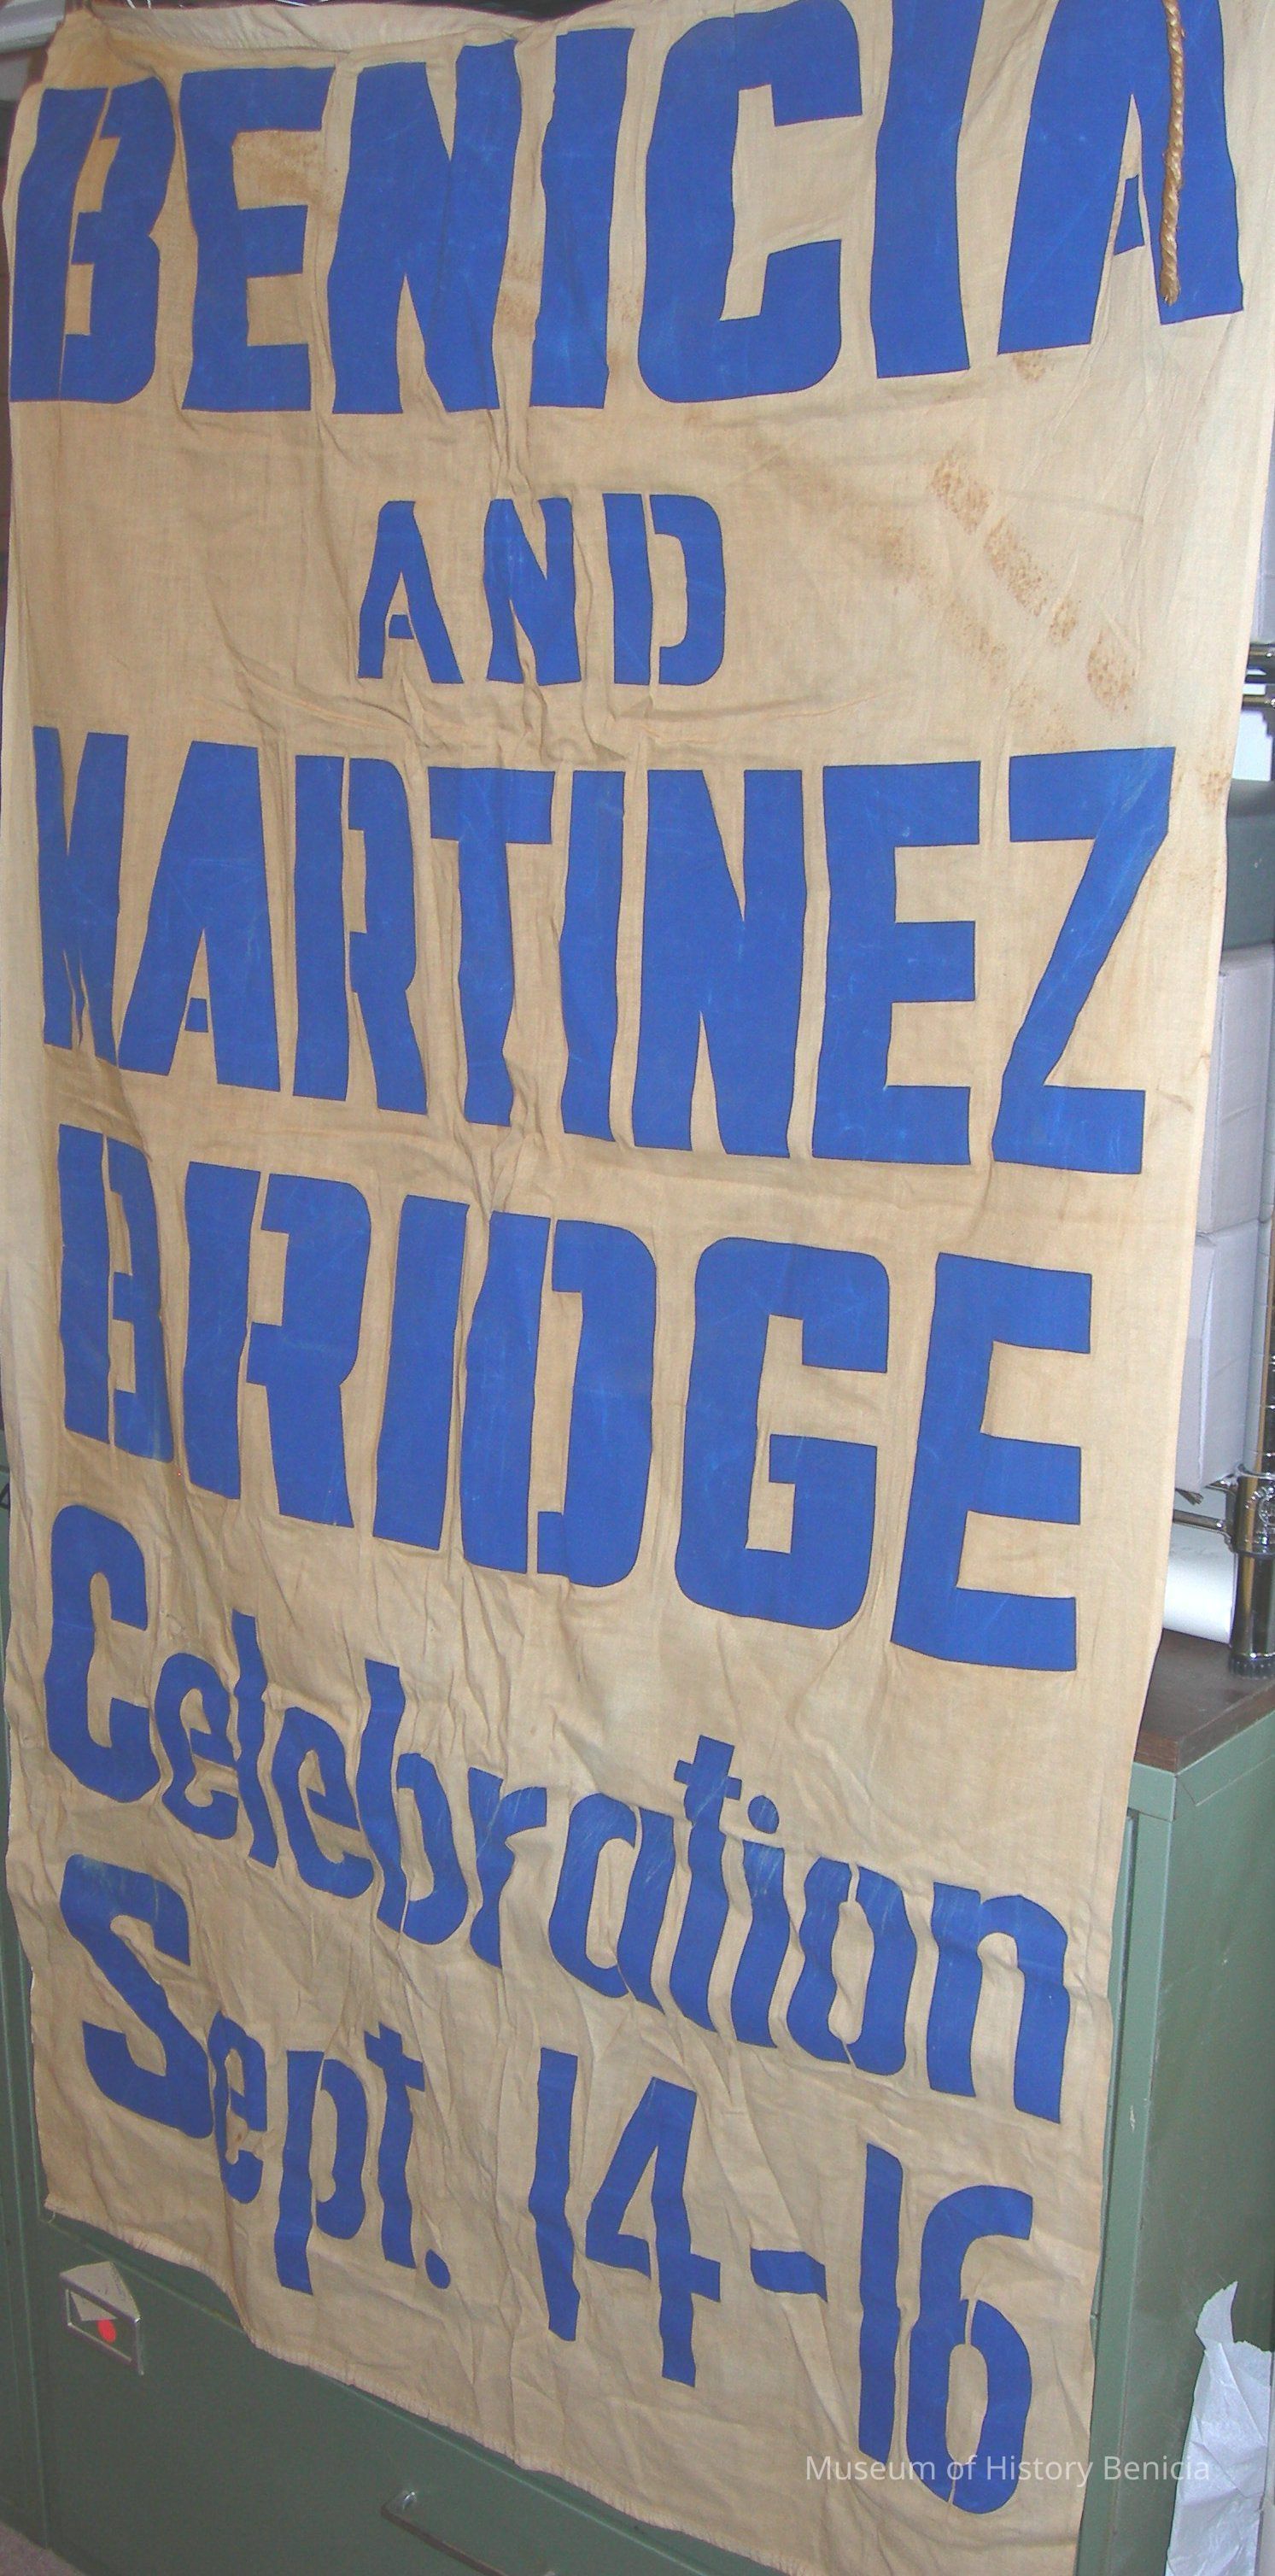 BENICIA
AND
MARTINEZ
BRIDGE
Celebration
Sept. 14-16
Museum of History Benicia